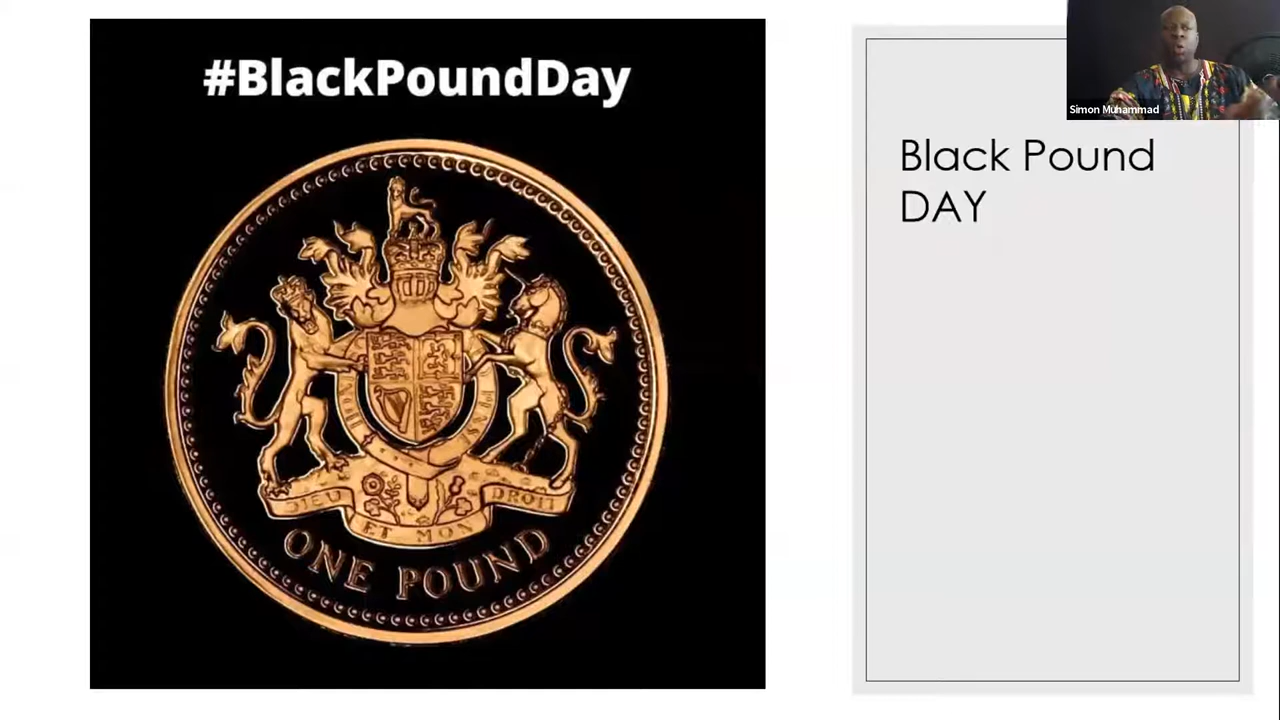 #BlackPoundDay
DIEU
ET MON
DROIT
ONE POUND
Simon Muhammad
Black Pound
DAY